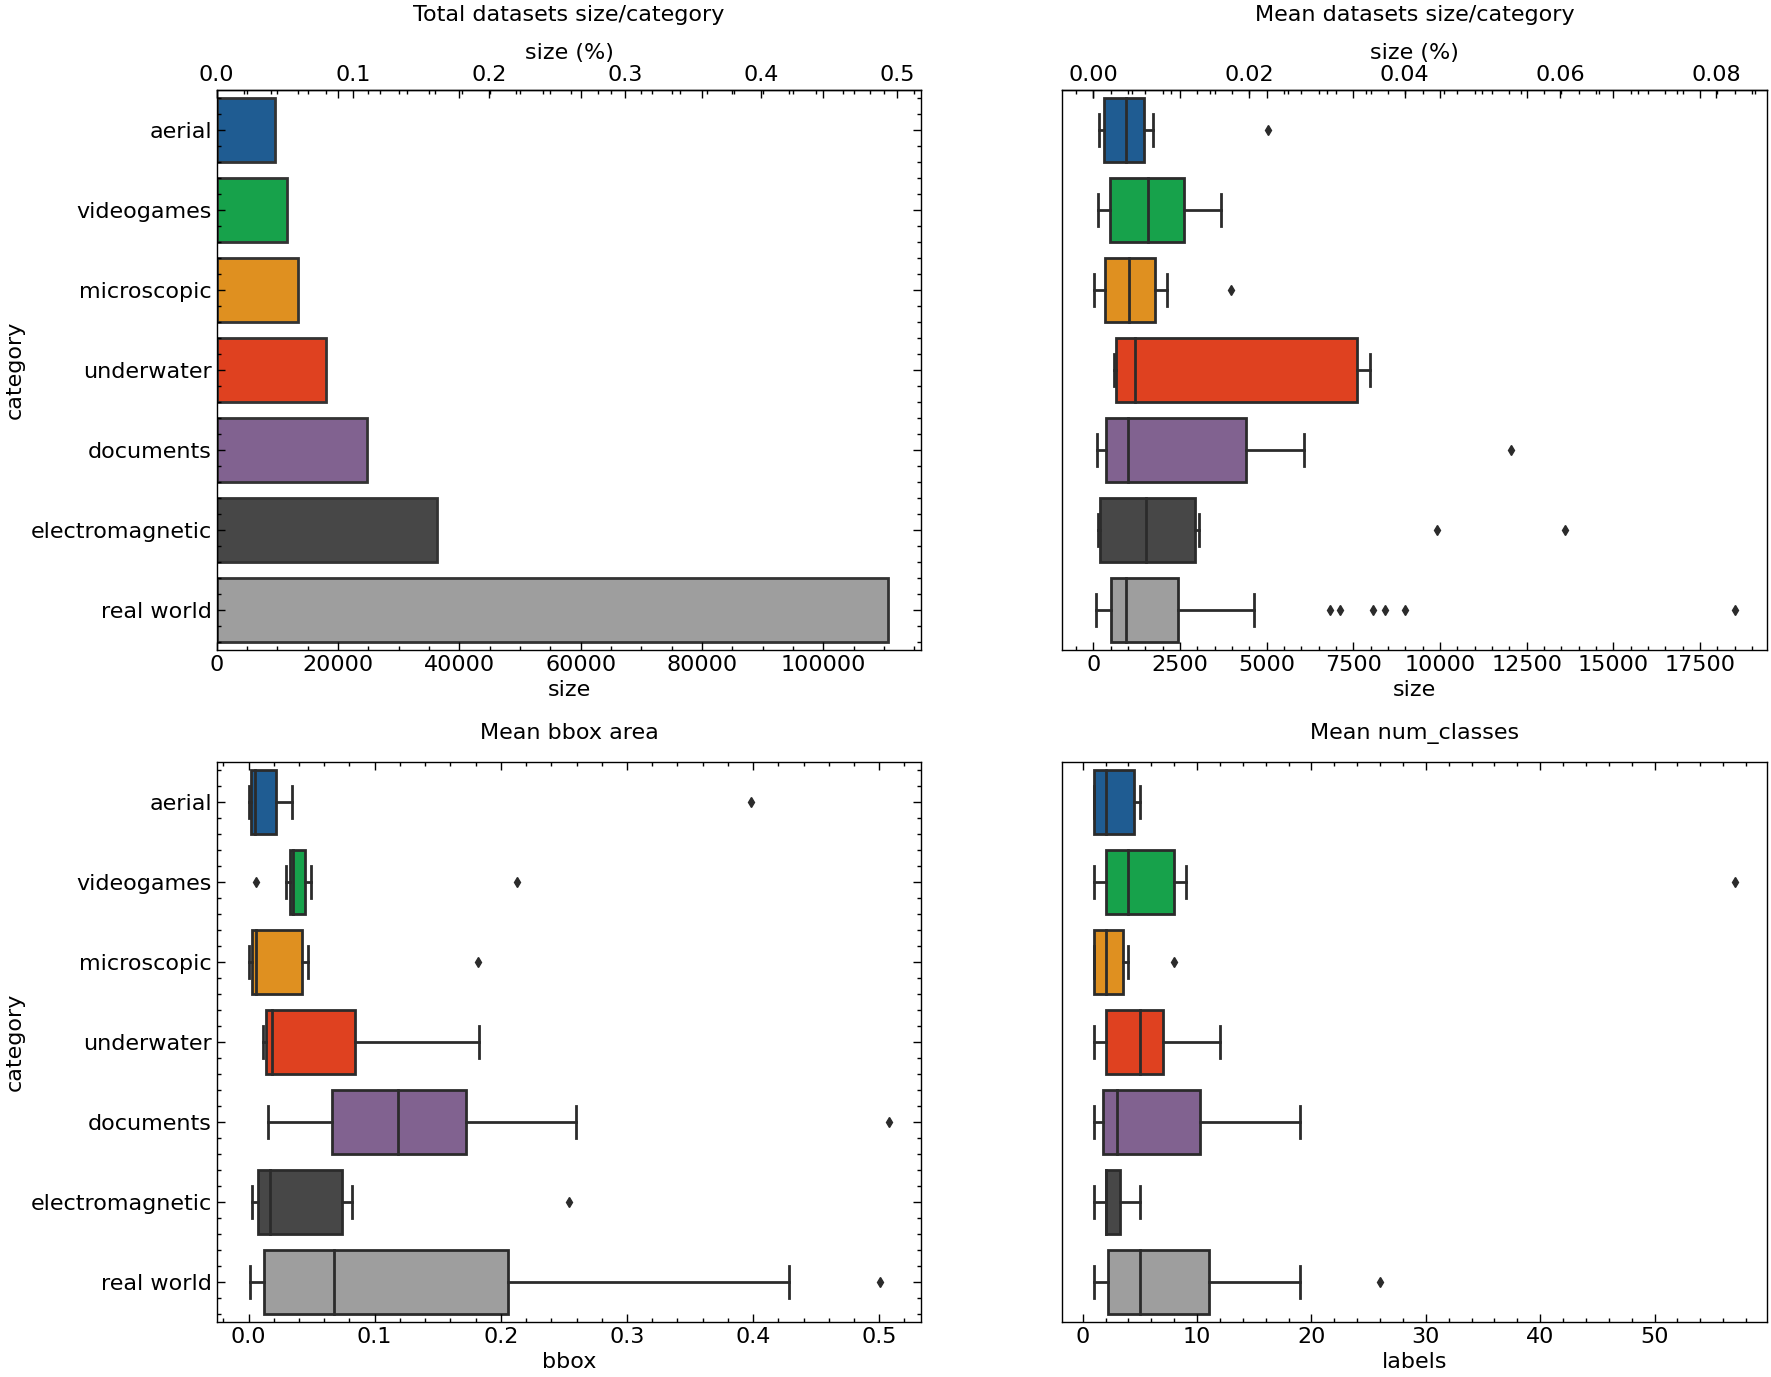 Total datasets size/category
size (%)
0.0 0.1 0.2 0.3 0.4 0.5
category
aerial
videogames
microscopic
underwater
documents
electromagnetic
real world
0 20000 40000 60000 80000 100000
size
Mean datasets size/category
size (%)
0.00 0.02 0.04 0.06 0.08
0 2500 5000 7500 10000 12500 15000 17500
size
Mean bbox area
category
aerial
videogames
microscopic
underwater
documents
electromagnetic
real world
0.0 0.1 0.2 0.3 0.4 0.5
bbox
Mean num_classes
0 10 20 30 40 50
labels